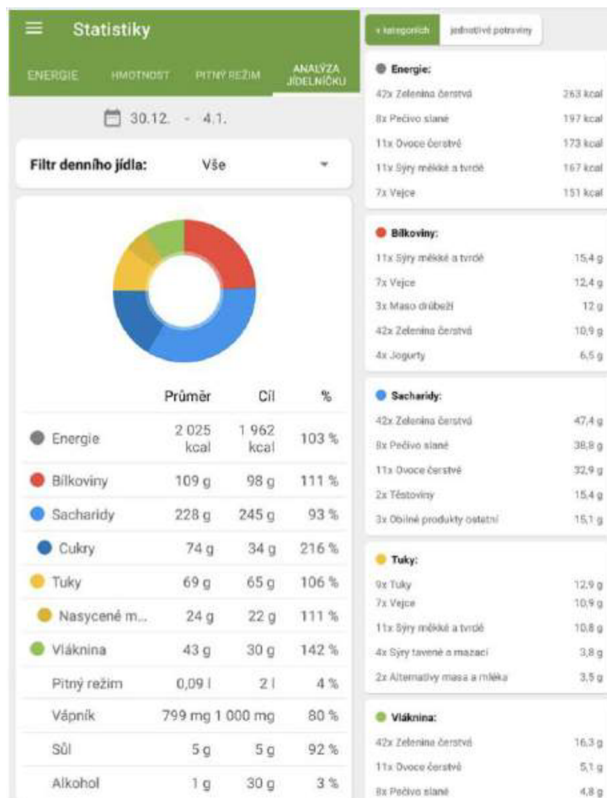 Statistiky
ENERGIE HMOTNOST PITNÝ REŽIM ANALÝZA JÍDELNÍČKU
30.12. - 4.1.
Filtr denního jídla: Vše
Průměr Cíl %
Energie 2 025 kcal 1 962 kcal 103 %
Bílkoviny 109 g 98 g 111 %
Sacharidy 228 g 245 g 93 %
Cukry 74 g 34 g 216 %
Tuky 69 g 65 g 106 %
Nasycené m... 24 g 22 g 111 %
Vláknina 43 g 30 g 142 %
Pitný režim 0,09 l 2 l 4 %
Vápník 799 mg 1 000 mg 80 %
Sůl 5 g 5 g 92 %
Alkohol 1 g 30 g 3 %
v kategoriích jednotlivé potraviny
Energie:
42x Zelenina čerstvá 263 kcal
8x Pečivo slané 197 kcal
11x Ovoce čerstvé 173 kcal
11x Sýry měkké a tvrdé 167 kcal
7x Vejce 151 kcal
Bílkoviny:
11x Sýry měkké a tvrdé 15,4 g
7x Vejce 12,4 g
3x Maso drůbeží 12 g
42x Zelenina čerstvá 10,9 g
4x Jogurty 6,5 g
Sacharidy:
42x Zelenina čerstvá 47,4 g
8x Pečivo slané 38,8 g
11x Ovoce čerstvé 32,9 g
2x Těstoviny 15,4 g
3x Obilné produkty ostatní 15,1 g
Tuky:
9x Tuky 12,9 g
7x Vejce 10,9 g
11x Sýry měkké a tvrdé 10,8 g
4x Sýry tavené a mazací 3,8 g
2x Alternativy masa a mléka 3,5 g
Vláknina:
42x Zelenina čerstvá 16,3 g
11x Ovoce čerstvé 5,1 g
8x Pečivo slané 4,8 g